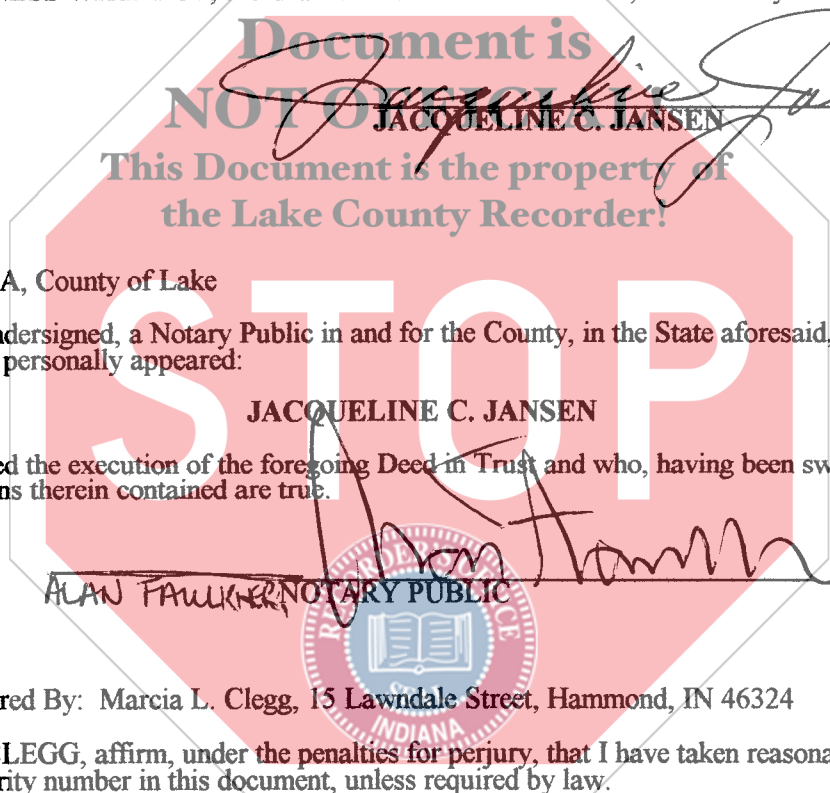 Document is
NOT OFFICIAL
JACQUELINE C. JANSEN
This Document is the property of
the Lake County Recorder!
A, County of Lake
ndersigned, a Notary Public in and for the County, in the State aforesaid,
personally appeared:
STOP
JACQUELINE C. JANSEN
ed the execution of the foregoing Deed in Trust and who, having been sw
ns therein contained are true.
ALAN FAULKNER, NOTARY PUBLIC
RECORDER'S OFFICE
SEAL
INDIANA
red By: Marcia L. Clegg, 15 Lawndale Street, Hammond, IN 46324
LEGG, affirm, under the penalties for perjury, that I have taken reasona
rity number in this document, unless required by law.